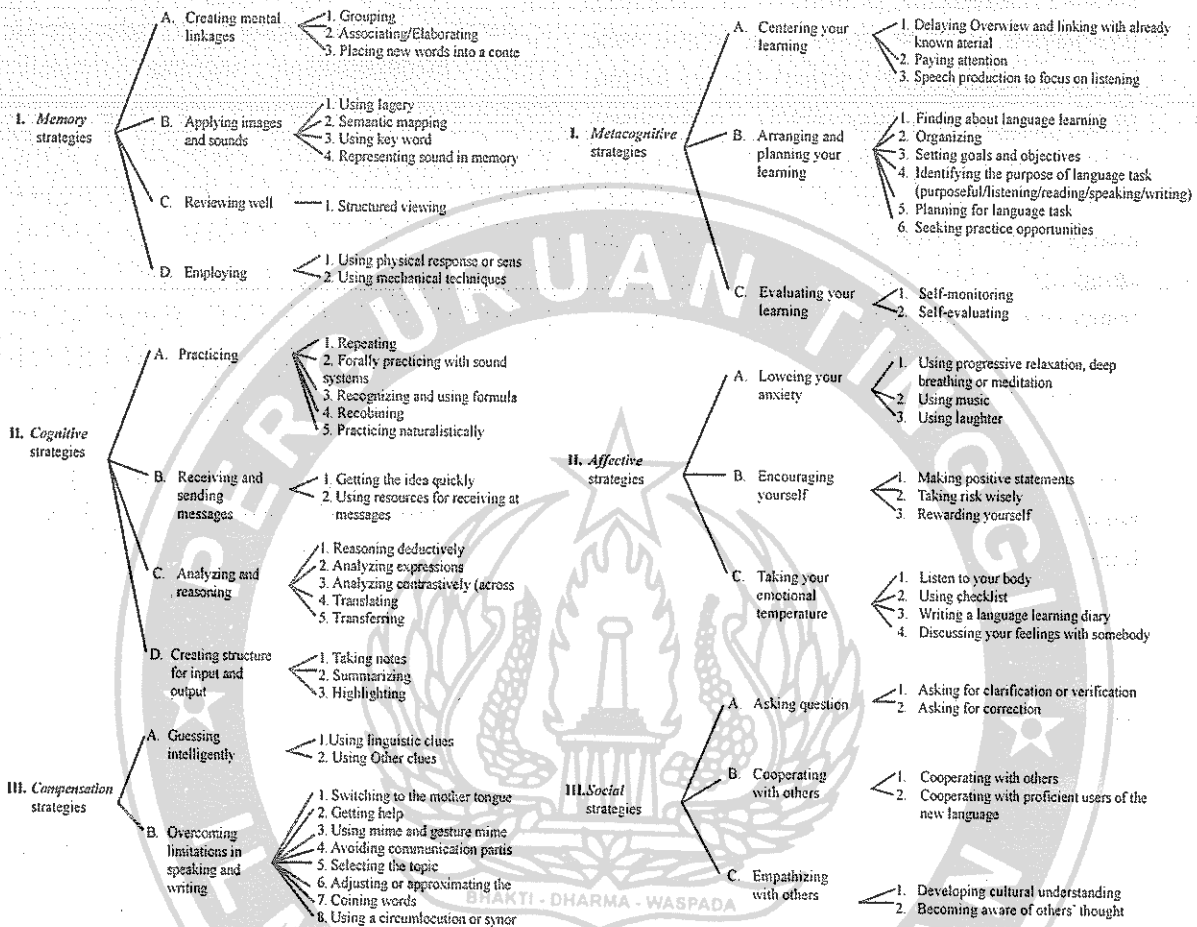 A. Creating mental
linkages
1. Grouping
2. Associating/Elaborating
3. Placing new words into a conte
I. Memory
strategies
B. Applying images
and sounds
1. Using Iagery
2. Semantic mapping
3. Using key word
4. Representing sound in memory
C. Reviewing well
1. Structured viewing
D. Employing
1. Using physical response or sens
2. Using mechanical techniques
A. Practicing
1. Repeating
2. Forally practicing with sound
systems
3. Recognizing and using formula
4. Recobining
5. Practicing naturalistically
II. Cognitive
strategies
B. Receiving and
sending
messages
1. Getting the idea quickly
2. Using resources for receiving at
messages
C. Analyzing and
reasoning
1. Reasoning deductively
2. Analyzing expressions
3. Analyzing contrastively (across
4. Translating
5. Transferring
D. Creating structure
for input and
output
1. Taking notes
2. Summarizing
3. Highlighting
A. Guessing
intelligently
1.Using linguistic clues
2. Using Other clues
III. Compensation
strategies
B. Overcoming
limitations in
speaking and
writing
1. Switching to the mother tongue
2. Getting help
3. Using mime and gesture mime
4. Avoiding communication partis
5. Selecting the topic
6. Adjusting or approximating the
7. Coining words
8. Using a circumlocution or synor
A. Centering your
learning
1. Delaying Overview and linking with already
known aterial
2. Paying attention
3. Speech production to focus on listening
I. Metacognitive
strategies
B. Arranging and
planning your
learning
1. Finding about language learning
2. Organizing
3. Setting goals and objectives
4. Identifying the purpose of language task
(purposeful/listening/reading/speaking/writing)
5. Planning for language task
6. Seeking practice opportunities
C. Evaluating your
learning
1. Self-monitoring
2. Self-evaluating
A. Loweing your
anxiety
1. Using progressive relaxation, deep
breathing or meditation
2. Using music
3. Using laughter
II. Affective
strategies
B. Encouraging
yourself
1. Making positive statements
2. Taking risk wisely
3. Rewarding yourself
C. Taking your
emotional
temperature
1. Listen to your body
2. Using checklist
3. Writing a language learning diary
4. Discussing your feelings with somebody
A. Asking question
1. Asking for clarification or verification
2. Asking for correction
III.Social
strategies
B. Cooperating
with others
1. Cooperating with others
2. Cooperating with proficient users of the
new language
C. Empathizing
with others
1. Developing cultural understanding
2. Becoming aware of others' thought
PERGURUAN TINGGI
BHAKTI - DHARMA - WASPADA